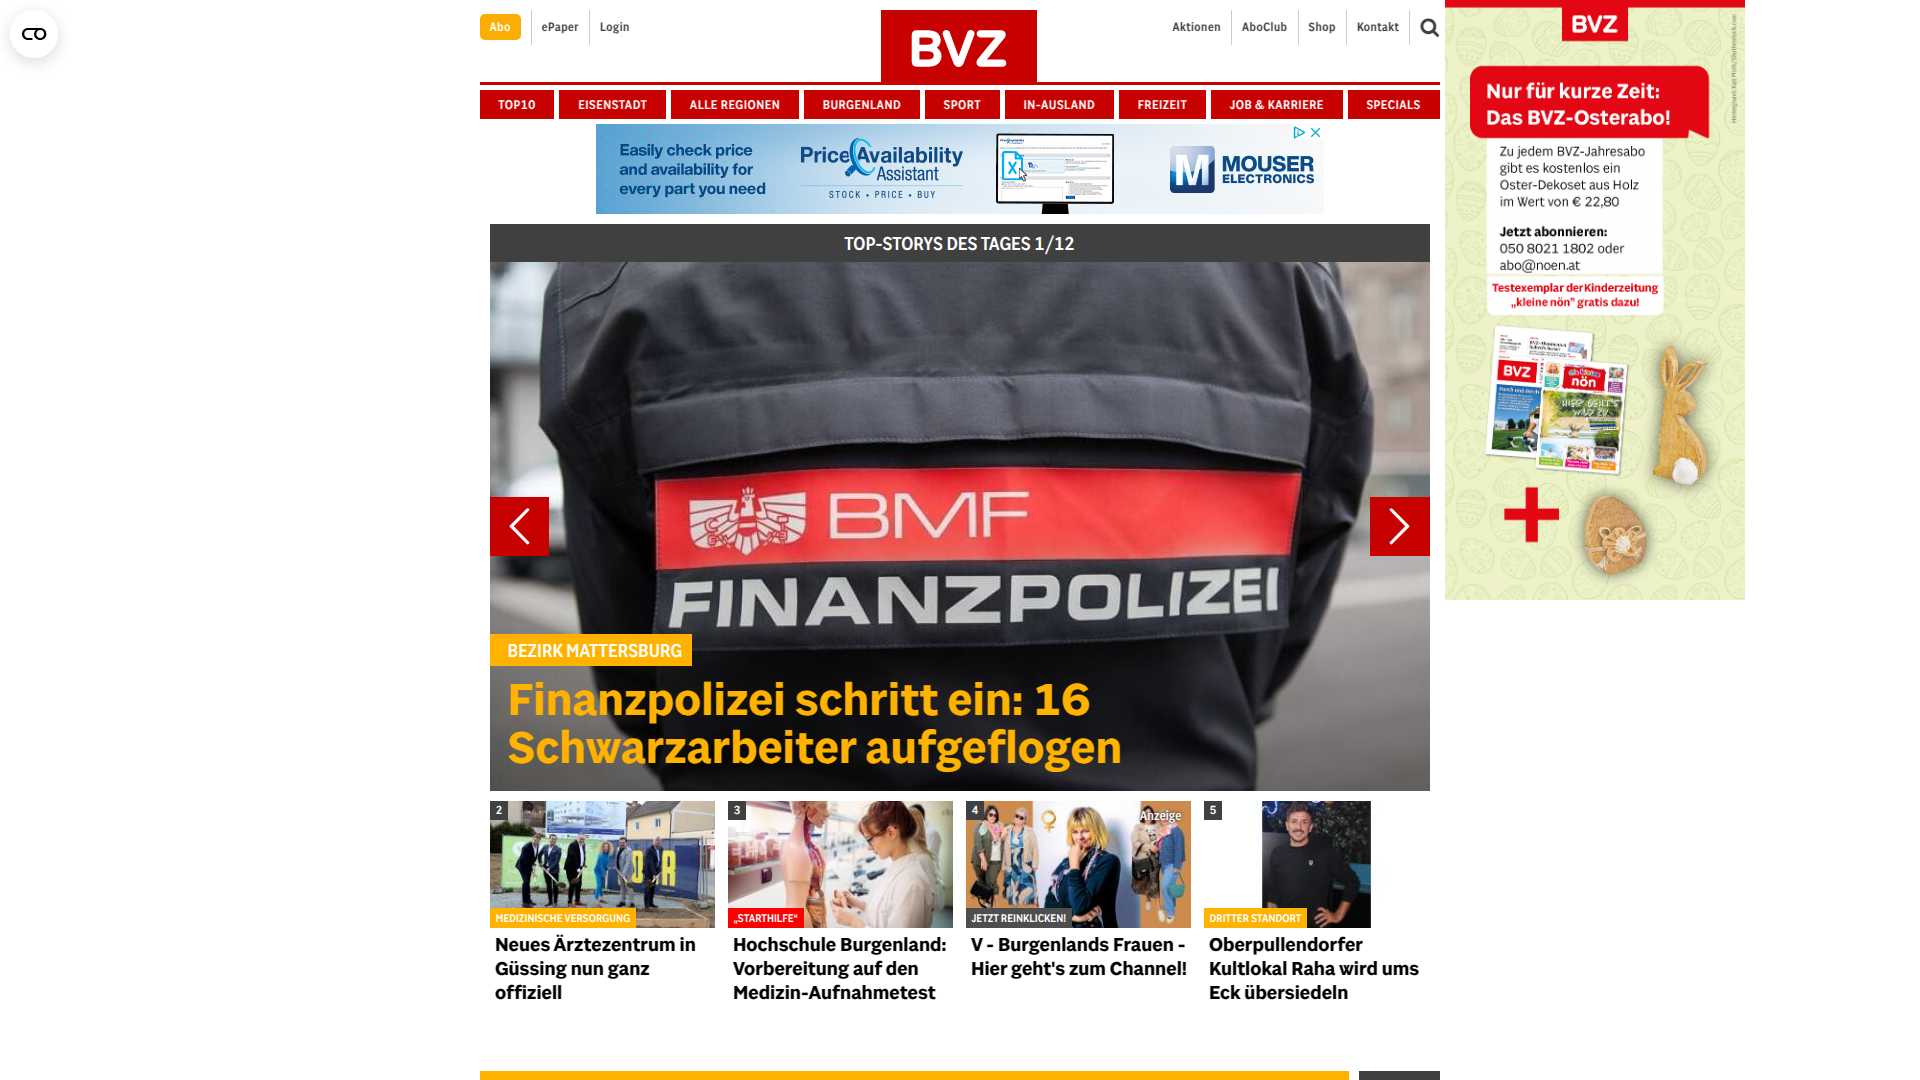 Abo
ePaper
Login
BVZ
Aktionen
AboClub
Shop
Kontakt
TOP10
EISENSTADT
ALLE REGIONEN
BURGENLAND
SPORT
IN-AUSLAND
FREIZEIT
JOB & KARRIERE
SPECIALS
Easily check price
and availability for
every part you need
Price Availability
Assistant
STOCK • PRICE • BUY
M MOUSER
ELECTRONICS
TOP-STORYS DES TAGES 1/12
BMF
FINANZPOLIZEI
BEZIRK MATTERSBURG
Finanzpolizei schritt ein: 16
Schwarzarbeiter aufgeflogen
2
MEDIZINISCHE VERSORGUNG
Neues Ärztezentrum in
Güssing nun ganz
offiziell
3
„STARTHILFE“
Hochschule Burgenland:
Vorbereitung auf den
Medizin-Aufnahmetest
4
Anzeige
JETZT REINKLICKEN!
V - Burgenlands Frauen -
Hier geht's zum Channel!
5
DRITTER STANDORT
Oberpullendorfer
Kultlokal Raha wird ums
Eck übersiedeln
BVZ
Nur für kurze Zeit:
Das BVZ-Osterabo!
Zu jedem BVZ-Jahresabo
gibt es kostenlos ein
Oster-Dekoset aus Holz
im Wert von € 22,80
Jetzt abonnieren:
050 8021 1802 oder
abo@noen.at
Testexemplar der Kinderzeitung
„kleine nön“ gratis dazu!
BVZ
nön